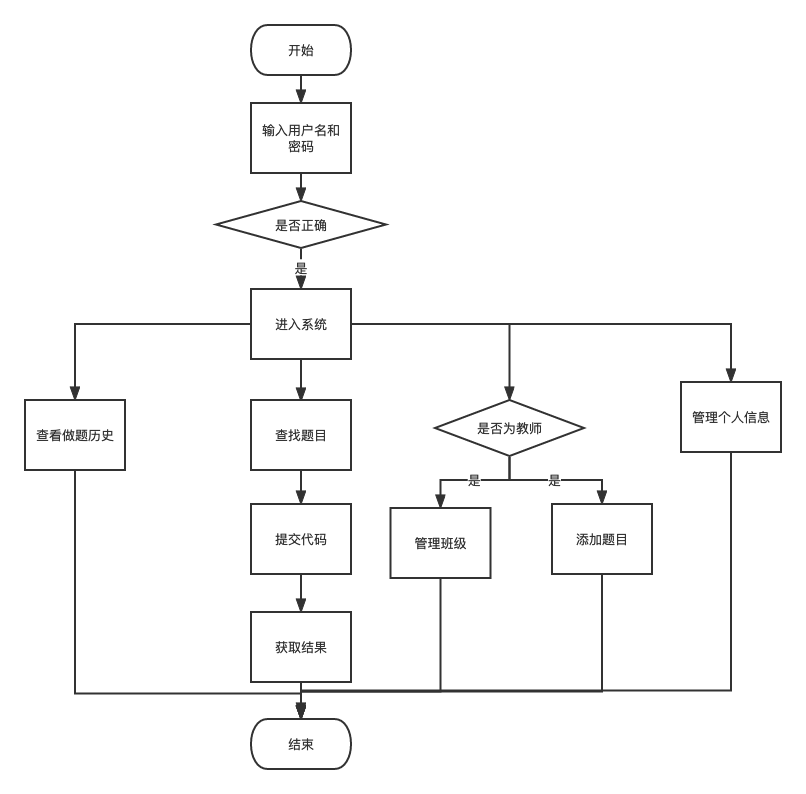 开始
输入用户名和
密码
是否正确
是
进入系统
查看做题历史
查找题目
是否为教师
管理个人信息
是
是
提交代码
管理班级
添加题目
获取结果
结束